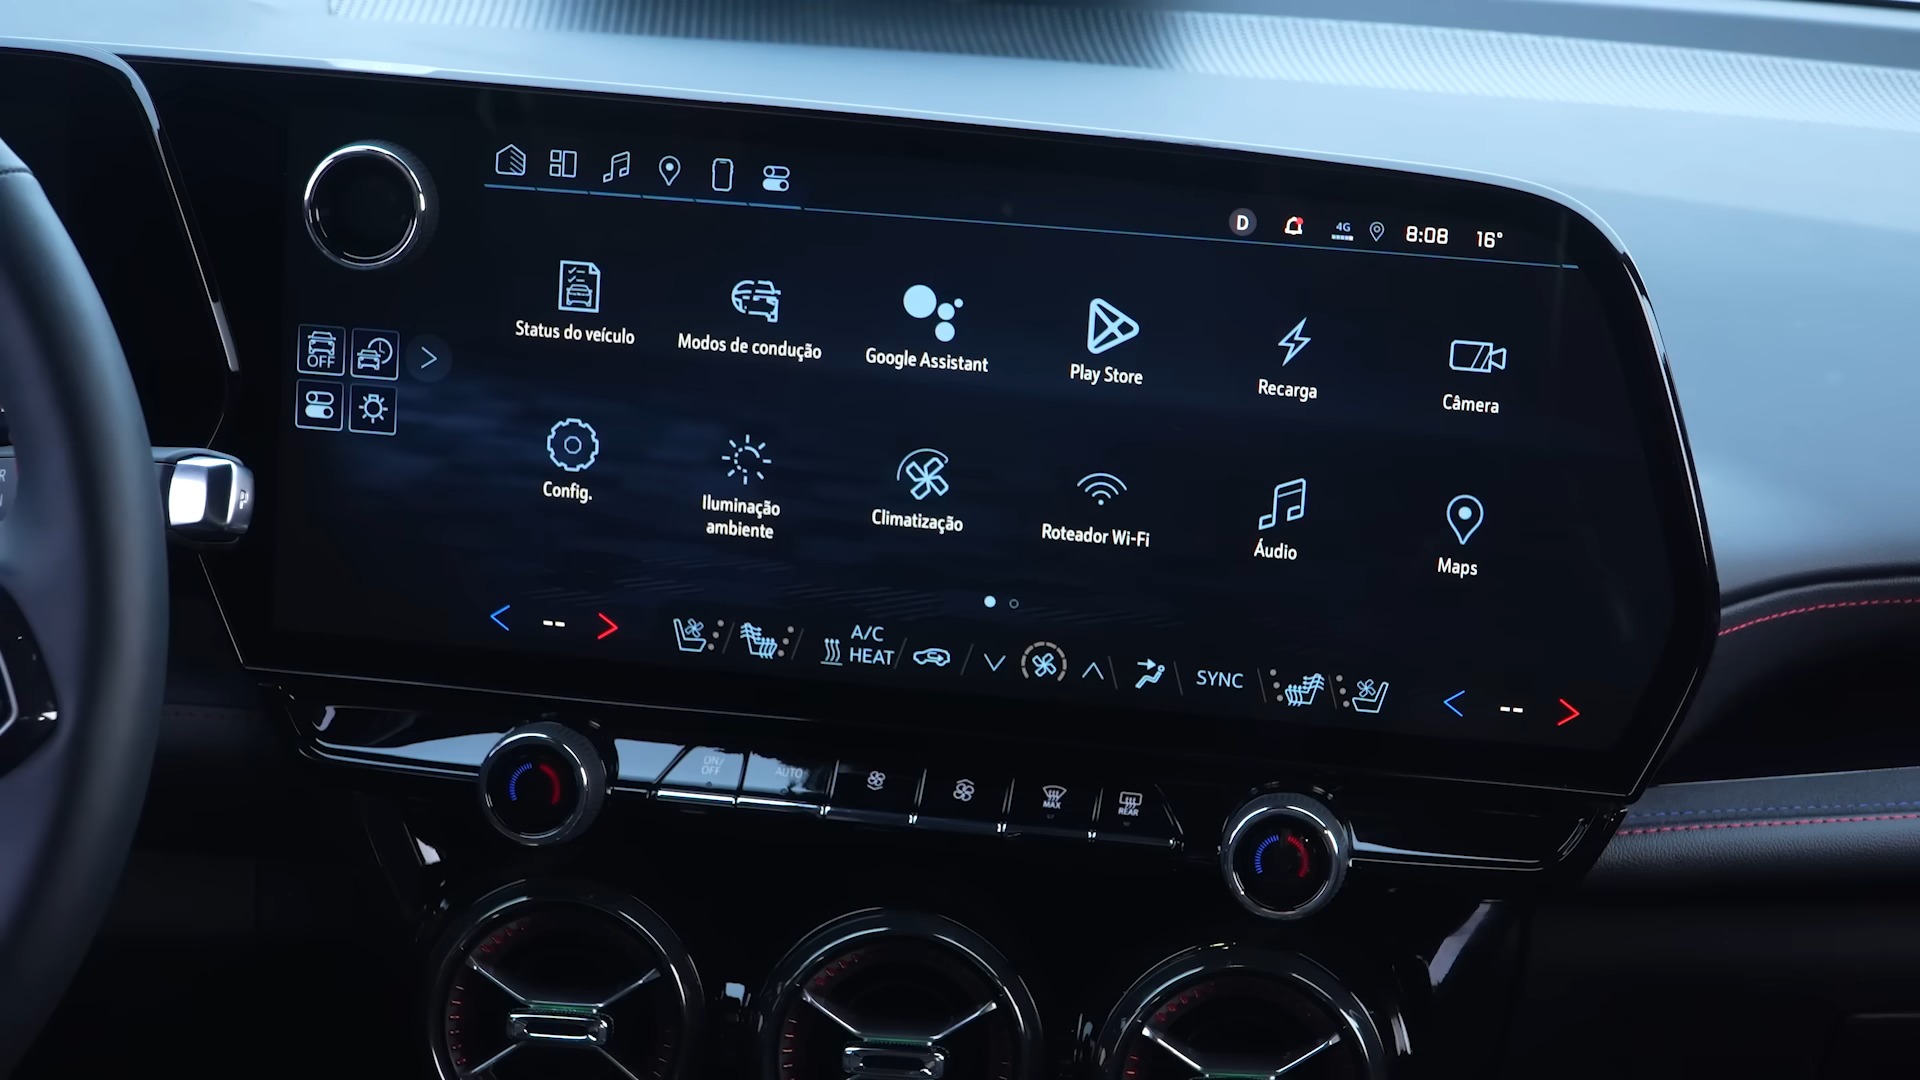 D
4G
8:08
16°
Status do veículo
Modos de condução
Google Assistant
Play Store
Recarga
Câmera
OFF
Config.
Iluminação
ambiente
Climatização
Roteador Wi-Fi
Áudio
Maps
--
A/C
HEAT
SYNC
--
ON/
OFF
AUTO
MAX
REAR
P